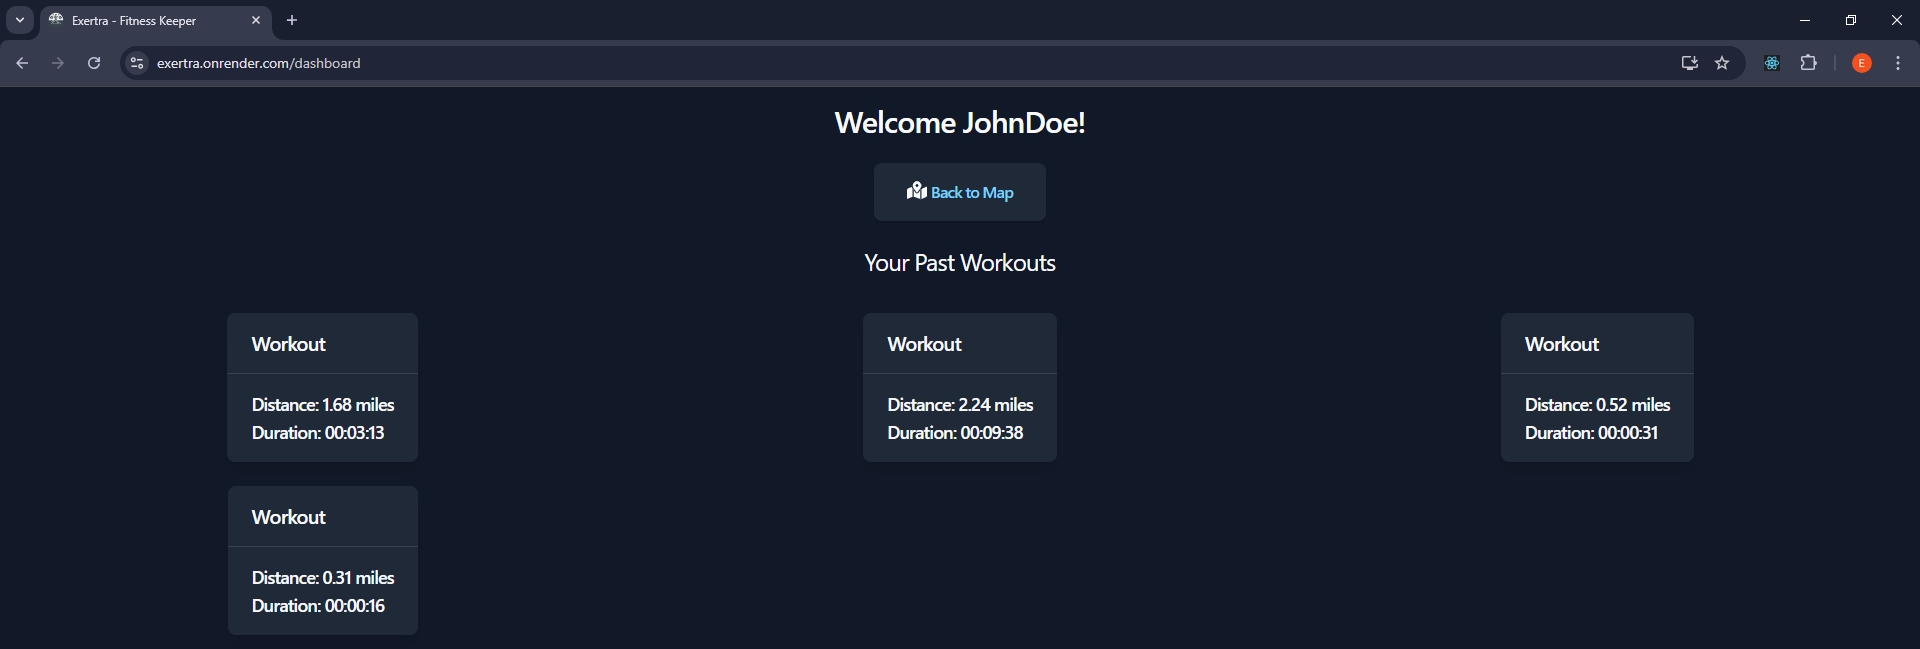 Exertra - Fitness Keeper
exertra.onrender.com/dashboard
E
Welcome JohnDoe!
Back to Map
Your Past Workouts
Workout
Distance: 1.68 miles
Duration: 00:03:13
Workout
Distance: 2.24 miles
Duration: 00:09:38
Workout
Distance: 0.52 miles
Duration: 00:00:31
Workout
Distance: 0.31 miles
Duration: 00:00:16